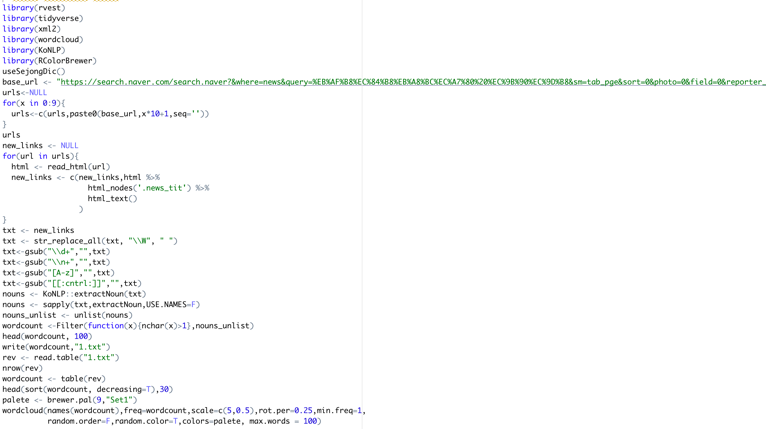 library(rvest)
library(tidyverse)
library(xml2)
library(wordcloud)
library(KoNLP)
library(RColorBrewer)
useSejongDic()
base_url <- "https://search.naver.com/search.naver?&where=news&query=%EB%AF%B8%EC%84%B8%EB%A8%BC%EC%A7%80%20%EC%9B%90%EC%9D%B8&sm=tab_pge&sort=0&photo=0&field=0&reporter_
urls<-NULL
for(x in 0:9){
urls<-c(urls,paste0(base_url,x*10+1,seq=''))
}
urls
new_links <- NULL
for(url in urls){
html <- read_html(url)
new_links <- c(new_links,html %>%
html_nodes('.news_tit') %>%
html_text()
)
}
txt <- new_links
txt <- str_replace_all(txt, "\\W", " ")
txt<-gsub("\\d+","",txt)
txt<-gsub("\\n+","",txt)
txt<-gsub("[A-z]","",txt)
txt<-gsub("[[:cntrl:]]","",txt)
nouns <- KoNLP::extractNoun(txt)
nouns <- sapply(txt,extractNoun,USE.NAMES=F)
nouns_unlist <- unlist(nouns)
wordcount <-Filter(function(x){nchar(x)>1},nouns_unlist)
head(wordcount, 100)
write(wordcount,"1.txt")
rev <- read.table("1.txt")
nrow(rev)
wordcount <- table(rev)
head(sort(wordcount, decreasing=T),30)
palete <- brewer.pal(9,"Set1")
wordcloud(names(wordcount),freq=wordcount,scale=c(5,0.5),rot.per=0.25,min.freq=1,
random.order=F,random.color=T,colors=palete, max.words = 100)